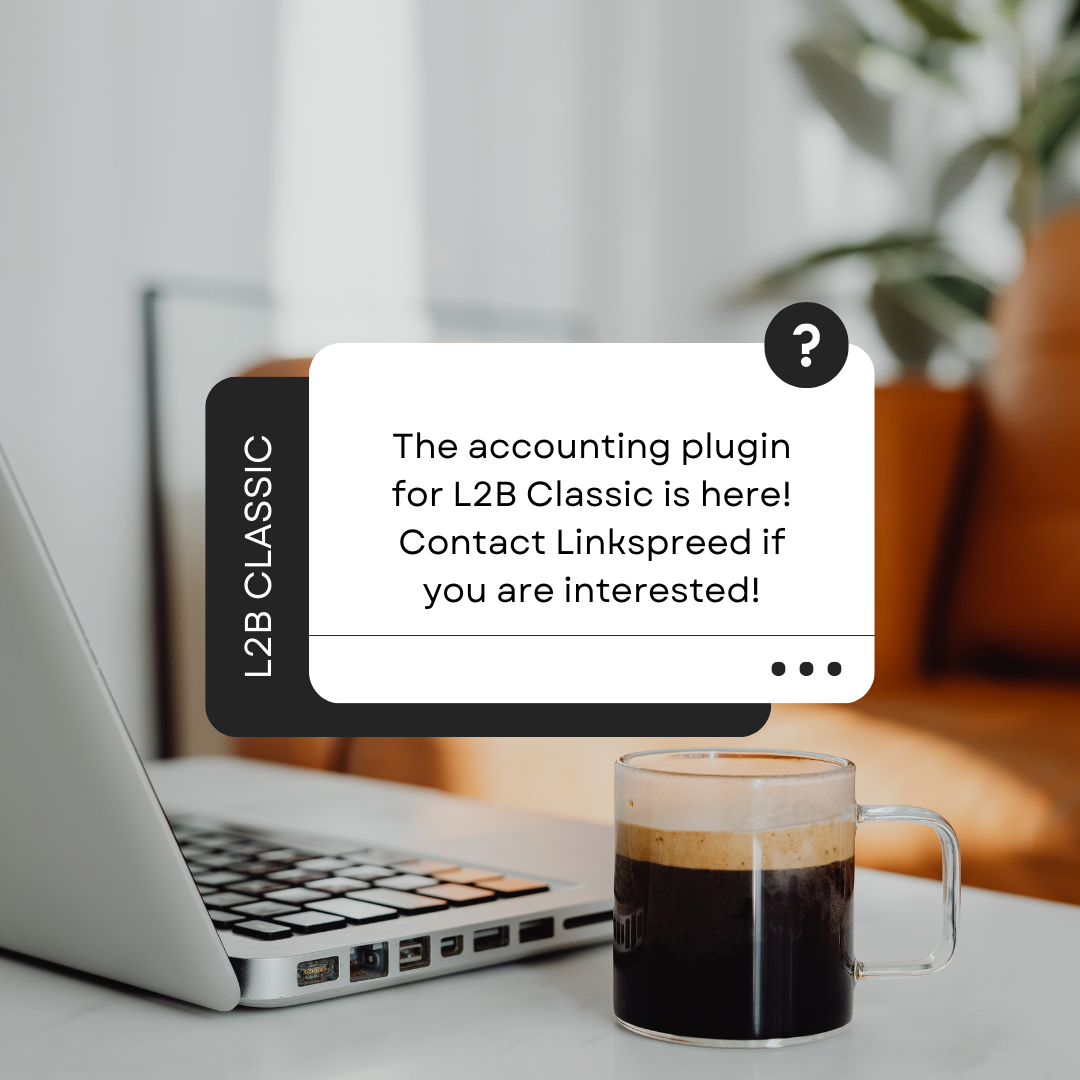 ?
L2B CLASSIC
The accounting plugin
for L2B Classic is here!
Contact Linkspreed if
you are interested!